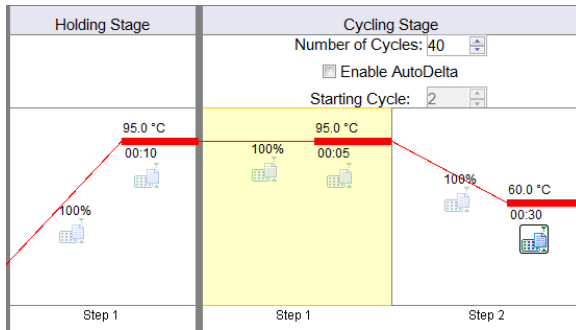 Holding Stage
Cycling Stage
Number of Cycles: 40
Enable AutoDelta
Starting Cycle: 2
95.0 °C
00:10
100%
95.0 °C
100%
00:05
100%
60.0 °C
00:30
Step 1
Step 1
Step 2